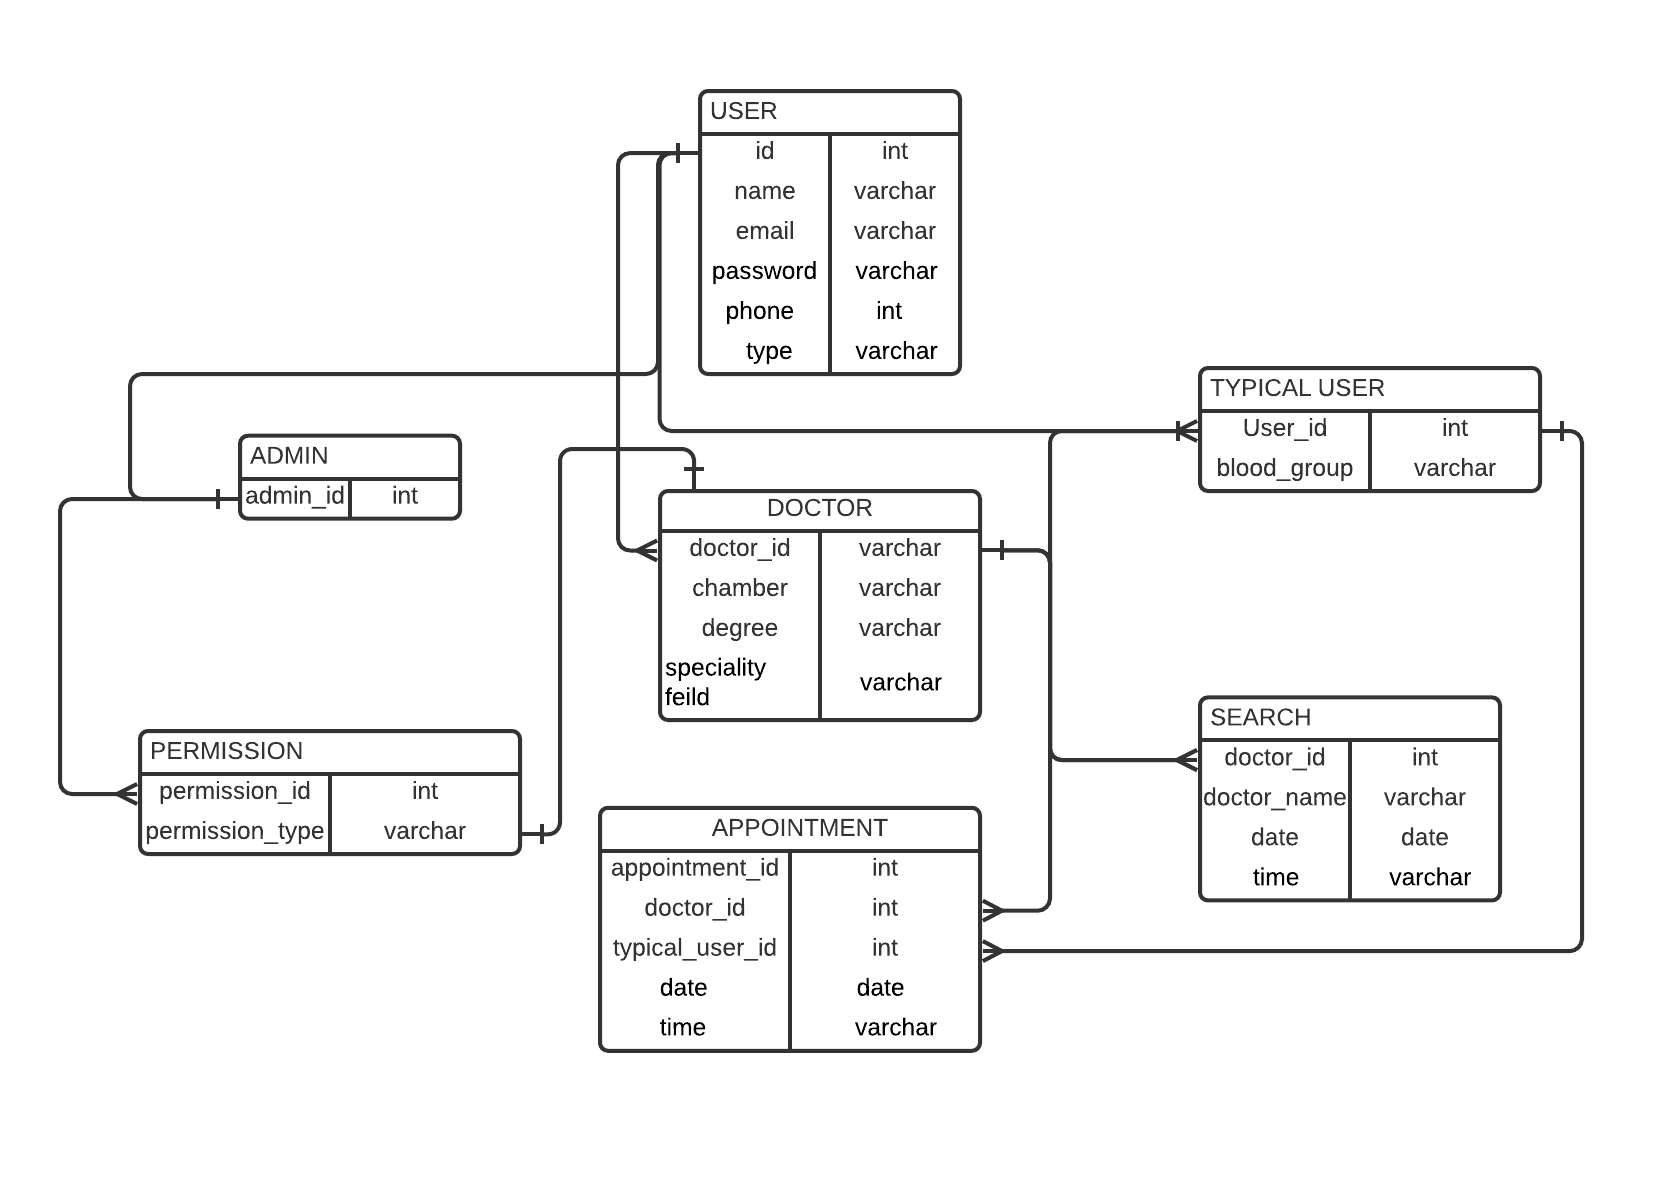 USER
id int
name varchar
email varchar
password varchar
phone int
type varchar
TYPICAL USER
User_id int
blood_group varchar
ADMIN
admin_id int
DOCTOR
doctor_id varchar
chamber varchar
degree varchar
speciality
feild varchar
SEARCH
doctor_id int
doctor_name varchar
date date
time varchar
PERMISSION
permission_id int
permission_type varchar
APPOINTMENT
appointment_id int
doctor_id int
typical_user_id int
date date
time varchar